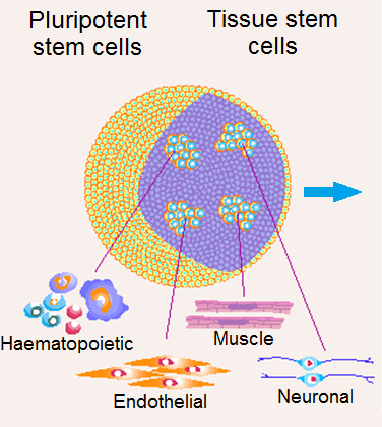 Pluripotent
stem cells
Tissue stem
cells
Haematopoietic
Muscle
Endothelial
Neuronal